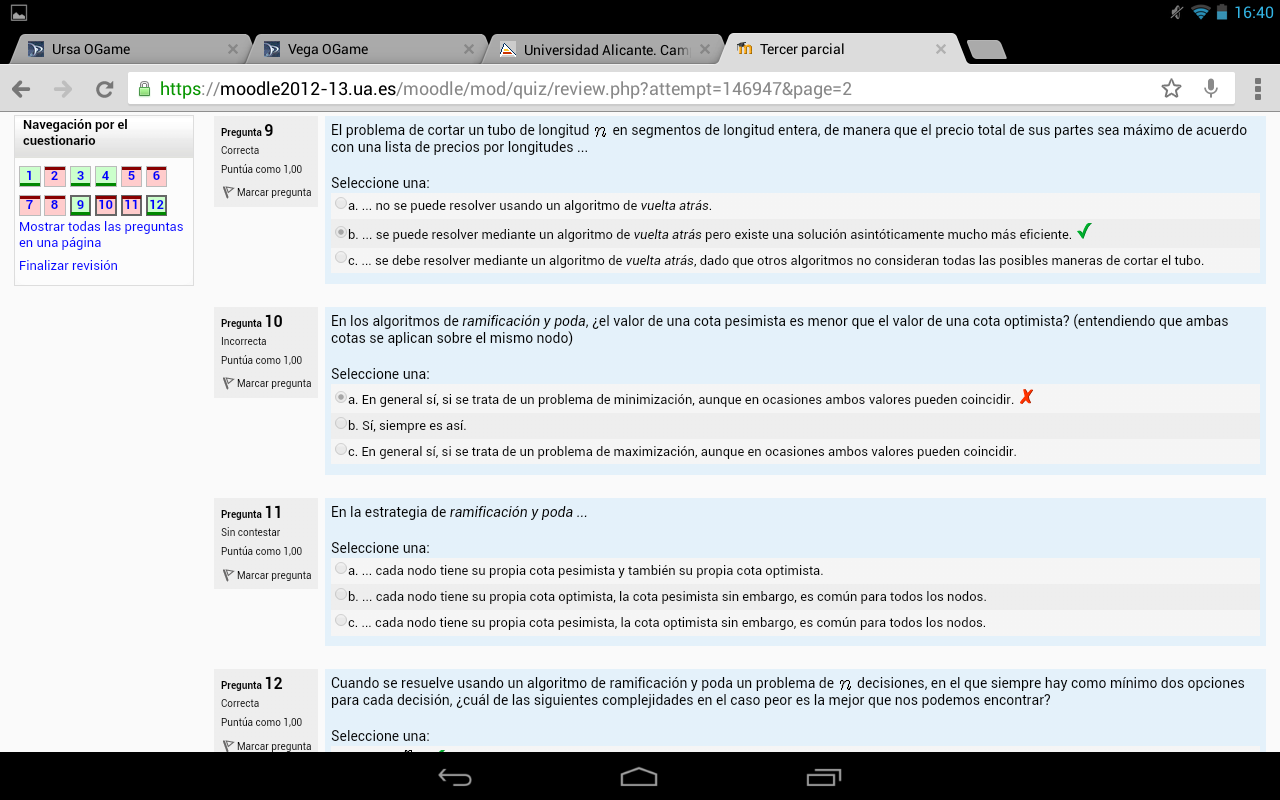 16:40
Ursa OGame
Vega OGame
Universidad Alicante. Cam
Tercer parcial
https://moodle2012-13.ua.es/moodle/mod/quiz/review.php?attempt=146947&page=2
Navegación por el
cuestionario
1 2 3 4 5 6
7 8 9 10 11 12
Mostrar todas las preguntas
en una página
Finalizar revisión
Pregunta 9
Correcta
Puntúa como 1,00
Marcar pregunta
El problema de cortar un tubo de longitud n en segmentos de longitud entera, de manera que el precio total de sus partes sea máximo de acuerdo
con una lista de precios por longitudes ...
Seleccione una:
a. ... no se puede resolver usando un algoritmo de vuelta atrás.
b. ... se puede resolver mediante un algoritmo de vuelta atrás pero existe una solución asintóticamente mucho más eficiente.
c. ... se debe resolver mediante un algoritmo de vuelta atrás, dado que otros algoritmos no consideran todas las posibles maneras de cortar el tubo.
Pregunta 10
Incorrecta
Puntúa como 1,00
Marcar pregunta
En los algoritmos de ramificación y poda, ¿el valor de una cota pesimista es menor que el valor de una cota optimista? (entendiendo que ambas
cotas se aplican sobre el mismo nodo)
Seleccione una:
a. En general sí, si se trata de un problema de minimización, aunque en ocasiones ambos valores pueden coincidir.
b. Sí, siempre es así.
c. En general sí, si se trata de un problema de maximización, aunque en ocasiones ambos valores pueden coincidir.
Pregunta 11
Sin contestar
Puntúa como 1,00
Marcar pregunta
En la estrategia de ramificación y poda ...
Seleccione una:
a. ... cada nodo tiene su propia cota pesimista y también su propia cota optimista.
b. ... cada nodo tiene su propia cota optimista, la cota pesimista sin embargo, es común para todos los nodos.
c. ... cada nodo tiene su propia cota pesimista, la cota optimista sin embargo, es común para todos los nodos.
Pregunta 12
Correcta
Puntúa como 1,00
Marcar pregunta
Cuando se resuelve usando un algoritmo de ramificación y poda un problema de n decisiones, en el que siempre hay como mínimo dos opciones
para cada decisión, ¿cuál de las siguientes complejidades en el caso peor es la mejor que nos podemos encontrar?
Seleccione una: